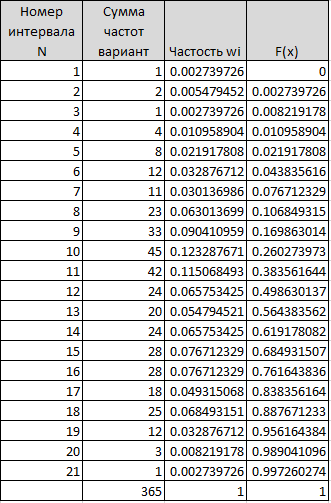 Номер интервала N Сумма частот вариант Частость wi F(x)
1 1 0.002739726 0
2 2 0.005479452 0.002739726
3 1 0.002739726 0.008219178
4 4 0.010958904 0.010958904
5 8 0.021917808 0.021917808
6 12 0.032876712 0.043835616
7 11 0.030136986 0.076712329
8 23 0.063013699 0.106849315
9 33 0.090410959 0.169863014
10 45 0.123287671 0.260273973
11 42 0.115068493 0.383561644
12 24 0.065753425 0.498630137
13 20 0.054794521 0.564383562
14 24 0.065753425 0.619178082
15 28 0.076712329 0.684931507
16 28 0.076712329 0.761643836
17 18 0.049315068 0.838356164
18 25 0.068493151 0.887671233
19 12 0.032876712 0.956164384
20 3 0.008219178 0.989041096
21 1 0.002739726 0.997260274
365 1 1